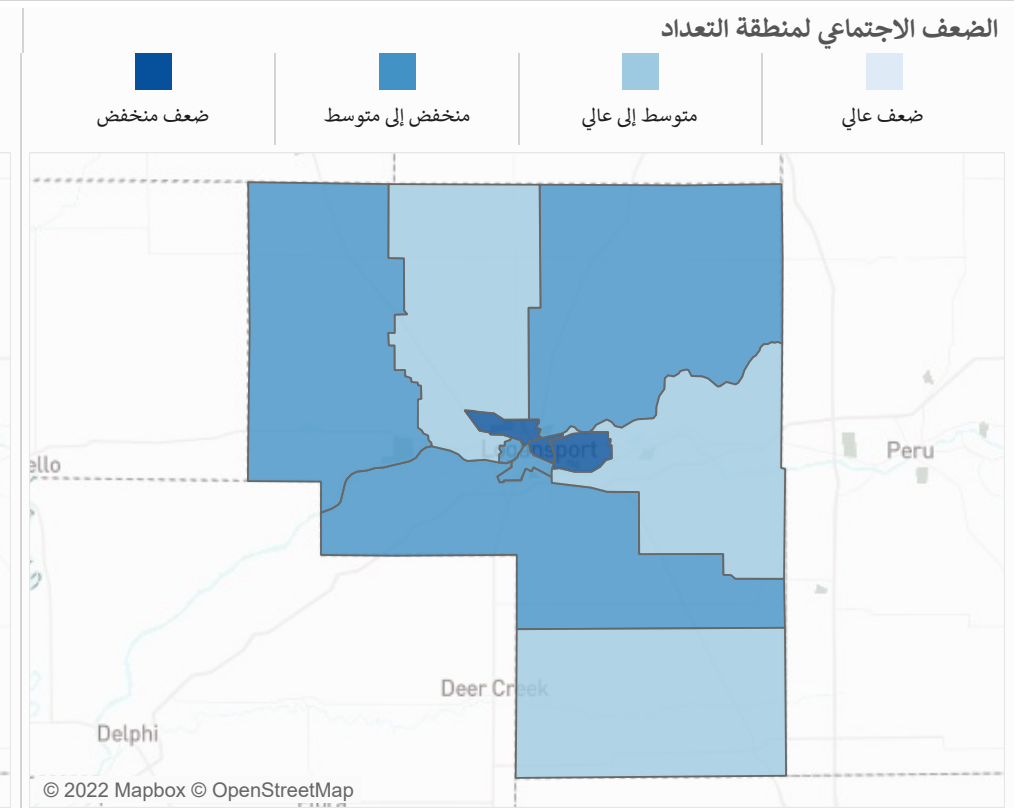 الضعف الاجتماعي لمنطقة التعداد
ضعف عالي
متوسط إلى عالي
منخفض إلى متوسط
ضعف منخفض
Logansport
Peru
ello
Deer Creek
Delphi
© 2022 Mapbox © OpenStreetMap